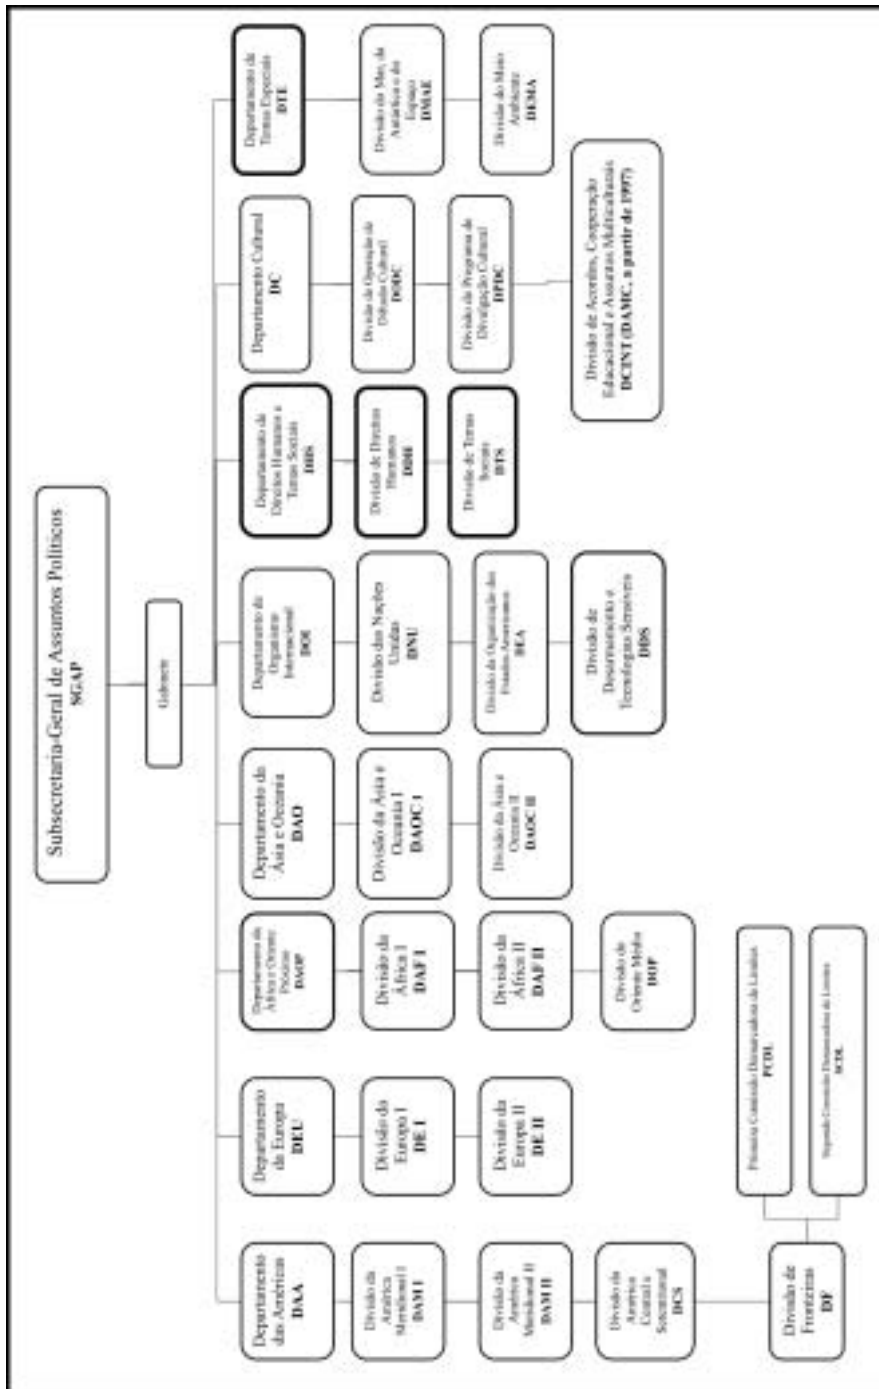 Subsecretaria-Geral de Assuntos Políticos
SGAP
Gabinete
Departamento
das Américas
DAA
Divisão da
América
Meridional I
DAM I
Divisão da
América
Meridional II
DAM II
Divisão da
América
Central e
Setentrional
DCS
Divisão de
Fronteiras
DF
Primeira Comissão Demarcadora de Limites
PCDL
Segunda Comissão Demarcadora de Limites
SCDL
Departamento
da Europa
DEU
Divisão da
Europa I
DE I
Divisão da
Europa II
DE II
Departamento da
África e Oriente
Próximo
DAOP
Divisão da
África I
DAF I
Divisão da
África II
DAF II
Divisão do
Oriente Médio
DOP
Departamento da
Ásia e Oceania
DAO
Divisão da Ásia e
Oceania I
DAOC I
Divisão da Ásia e
Oceania II
DAOC II
Departamento de
Organismos
Internacionais
DOI
Divisão das Nações
Unidas
DNU
Divisão da Organização dos
Estados Americanos
DEA
Divisão de
Desarmamento e
Tecnologias Sensíveis
DDS
Departamento de
Direitos Humanos e
Temas Sociais
DHS
Divisão de Direitos
Humanos
DDH
Divisão de Temas
Sociais
DTS
Departamento Cultural
DC
Divisão de Operação de
Difusão Cultural
DODC
Divisão de Programa de
Divulgação Cultural
DPDC
Divisão de Acordos, Cooperação
Educacional e Assuntos Multiculturais
DCINT (DAMC, a partir de 1997)
Departamento de
Temas Especiais
DTE
Divisão do Mar, da
Antártica e do
Espaço
DMAE
Divisão do Meio
Ambiente
DEMA